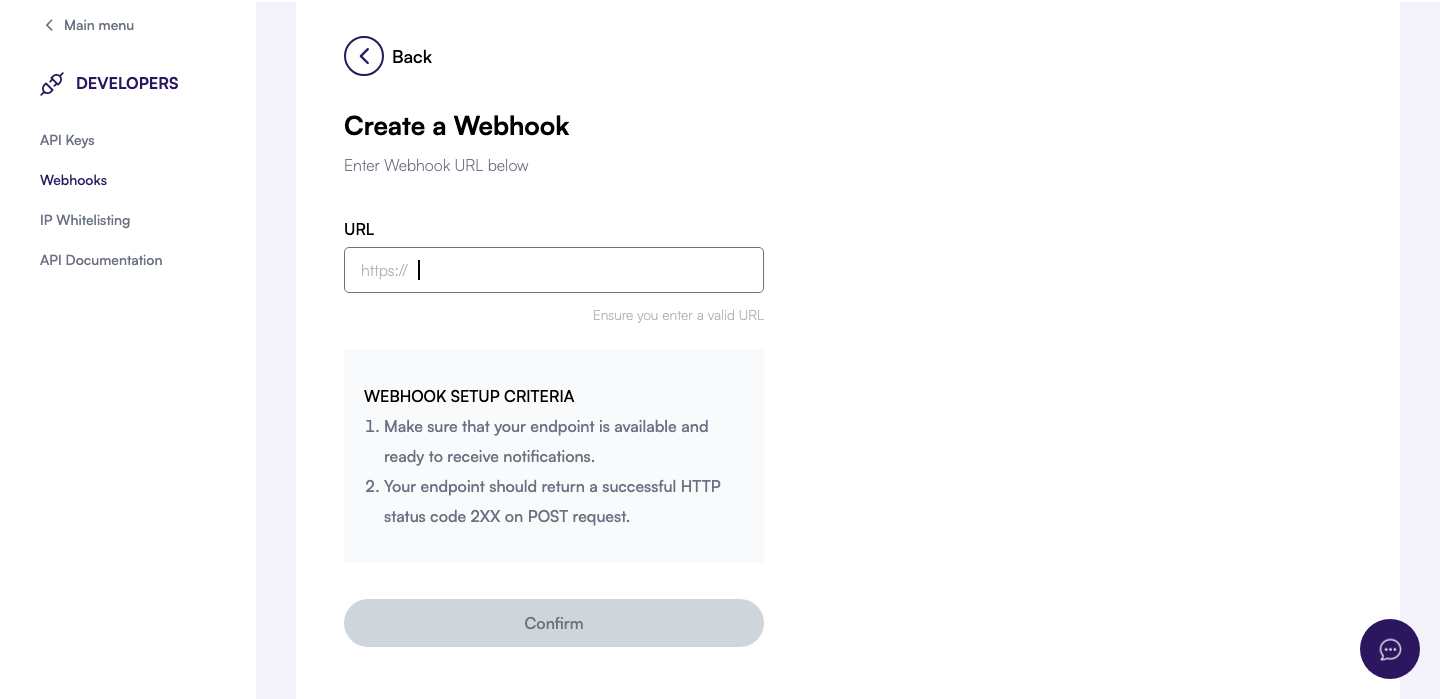 Main menu
DEVELOPERS
API Keys
Webhooks
IP Whitelisting
API Documentation
Back
Create a Webhook
Enter Webhook URL below
URL
https://
Ensure you enter a valid URL
WEBHOOK SETUP CRITERIA
1. Make sure that your endpoint is available and
ready to receive notifications.
2. Your endpoint should return a successful HTTP
status code 2XX on POST request.
Confirm